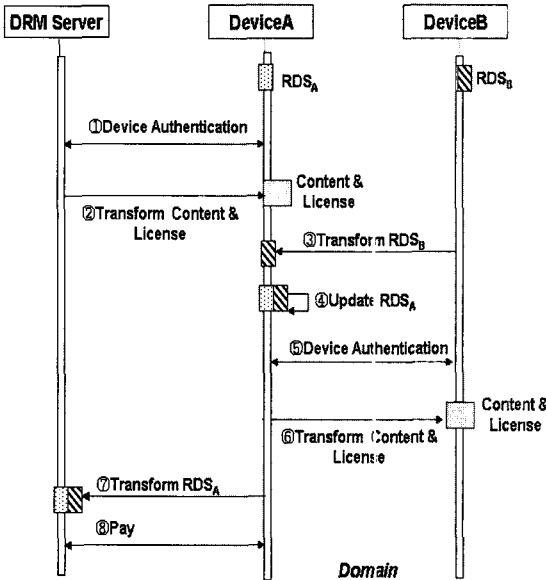 DRM Server
DeviceA
DeviceB
RDSA
RDSB
①Device Authentication
Content &
License
②Transform Content &
License
③Transform RDSB
④Update RDSA
⑤Device Authentication
Content &
License
⑥Transform Content &
License
⑦Transform RDSA
⑧Pay
Domain